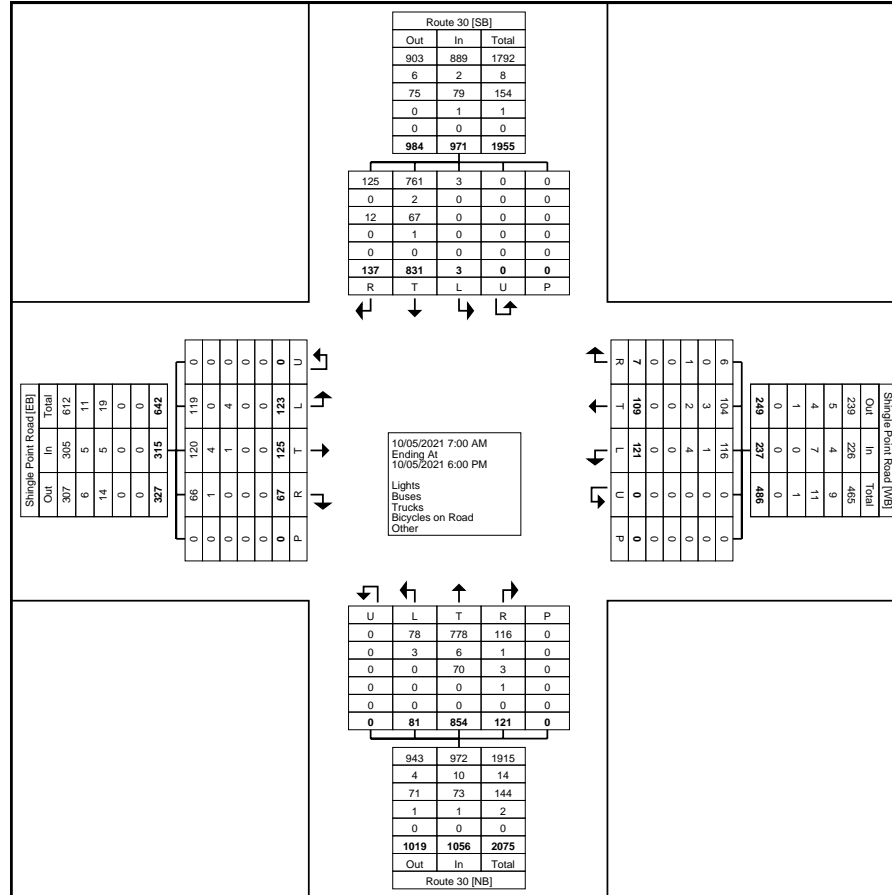 Route 30 [SB]
Out In Total
903 889 1792
6 2 8
75 79 154
0 1 1
0 0 0
984 971 1955
125 761 3 0 0
0 2 0 0 0
12 67 0 0 0
0 1 0 0 0
0 0 0 0 0
137 831 3 0 0
R T L U P
U L T R P
0 123 125 67 0
0 0 0 0 0
0 0 0 0 0
0 4 1 0 0
0 0 4 1 0
0 119 120 66 0
642 315 327
0 0 0
0 0 0
19 5 14
11 5 6
612 305 307
Total In Out
Shingle Point Road [EB]
10/05/2021 7:00 AM
Ending At
10/05/2021 6:00 PM
Lights
Buses
Trucks
Bicycles on Road
Other
Shingle Point Road [WB]
Out In Total
239 226 465
5 4 9
4 7 11
1 0 1
0 0 0
249 237 486
6 104 116 0 0
0 3 1 0 0
1 2 4 0 0
0 0 0 0 0
0 0 0 0 0
7 109 121 0 0
R T L U P
U L T R P
0 78 778 116 0
0 3 6 1 0
0 0 70 3 0
0 0 0 1 0
0 0 0 0 0
0 81 854 121 0
943 972 1915
4 10 14
71 73 144
1 1 2
0 0 0
1019 1056 2075
Out In Total
Route 30 [NB]